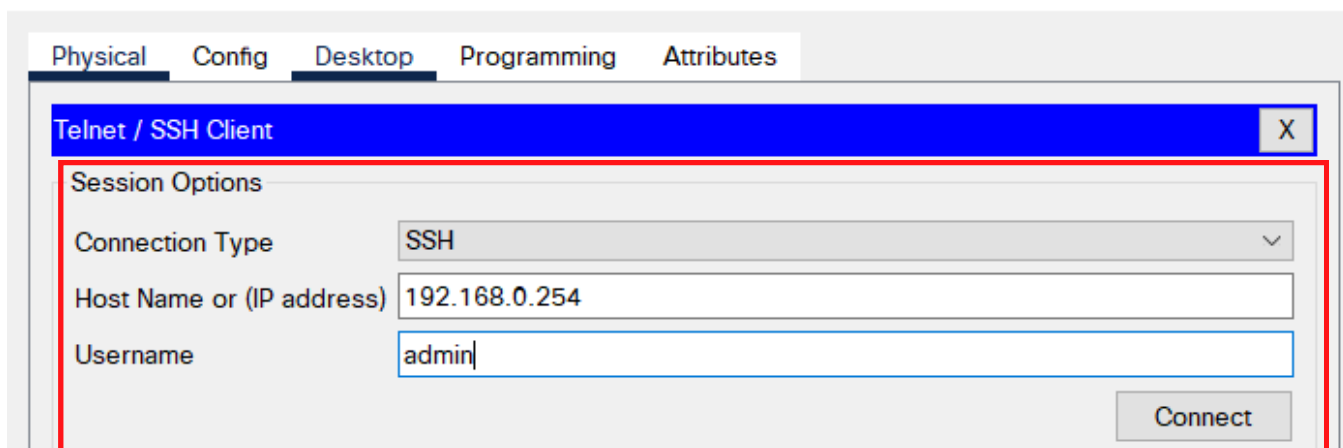 Physical Config Desktop Programming Attributes
Telnet / SSH Client X
Session Options
Connection Type SSH
Host Name or (IP address) 192.168.0.254
Username admin
Connect